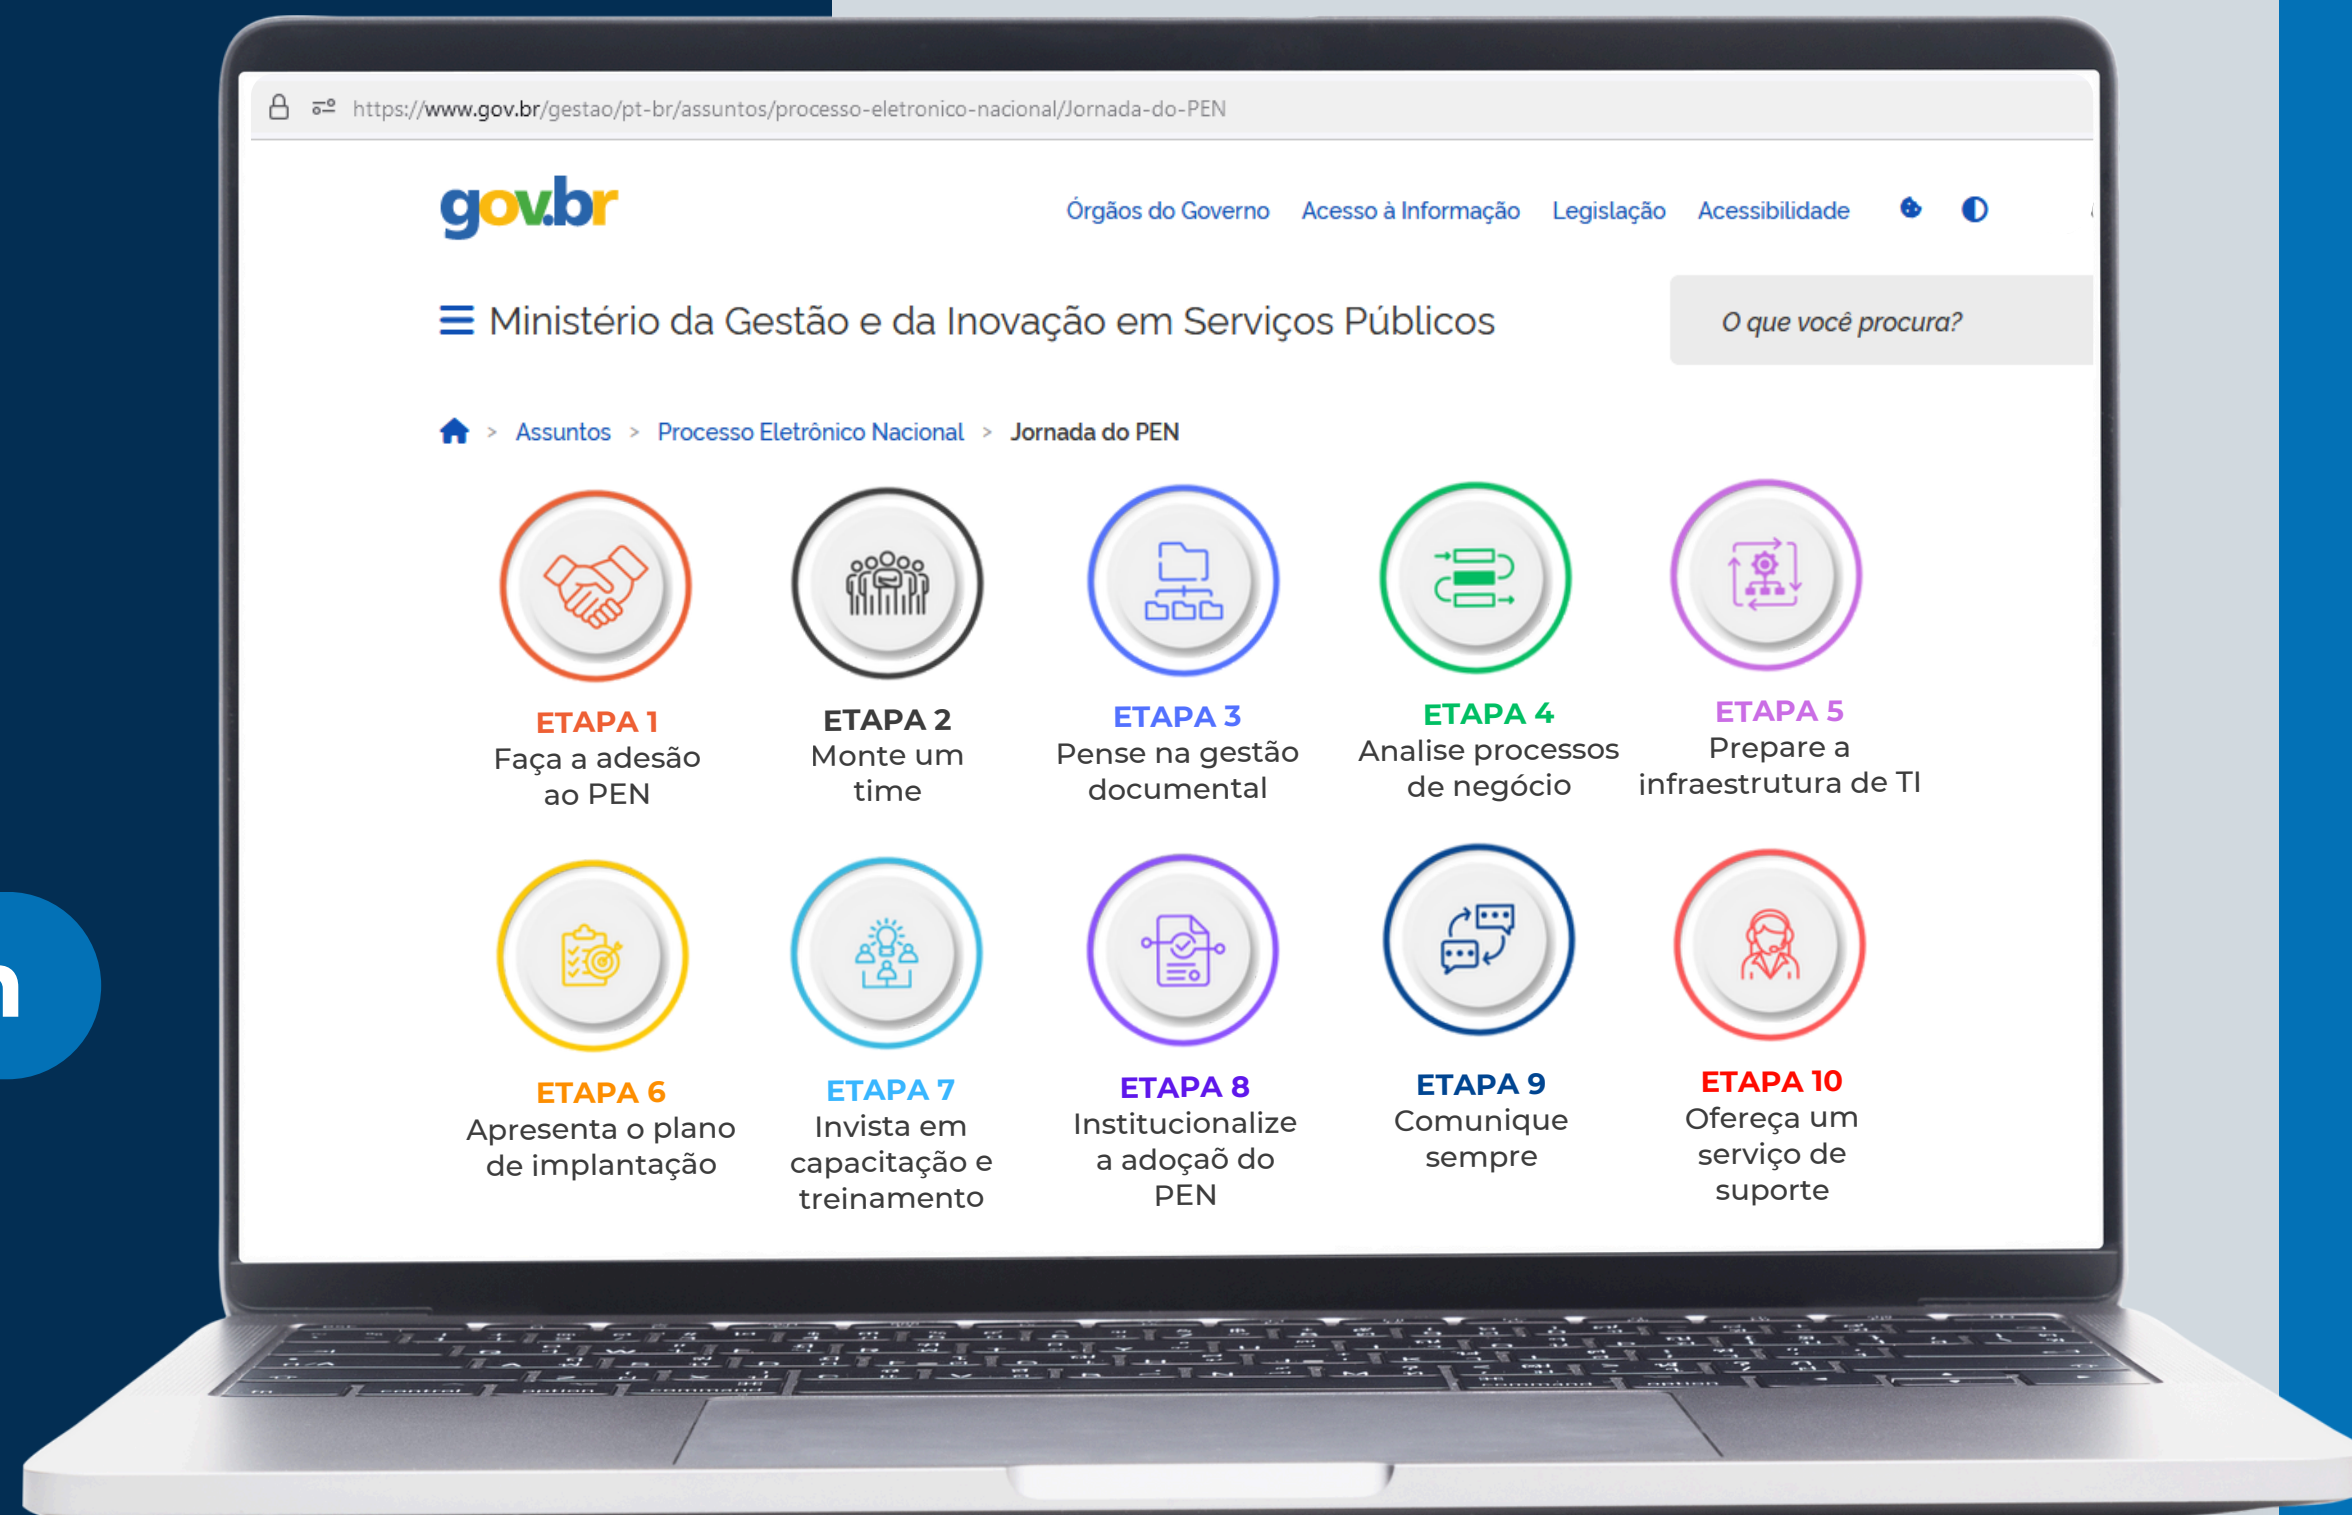 https://www.gov.br/gestao/pt-br/assuntos/processo-eletronico-nacional/Jornada-do-PEN
gov.br
Órgãos do Governo Acesso à Informação Legislação Acessibilidade
Ministério da Gestão e da Inovação em Serviços Públicos
O que você procura?
> Assuntos > Processo Eletrônico Nacional > Jornada do PEN
ETAPA 1
Faça a adesão
ao PEN
ETAPA 2
Monte um
time
ETAPA 3
Pense na gestão
documental
ETAPA 4
Analise processos
de negócio
ETAPA 5
Prepare a
infraestrutura de TI
ETAPA 6
Apresenta o plano
de implantação
ETAPA 7
Invista em
capacitação e
treinamento
ETAPA 8
Institucionalize
a adoçaõ do
PEN
ETAPA 9
Comunique
sempre
ETAPA 10
Ofereça um
serviço de
suporte
control option command
command option